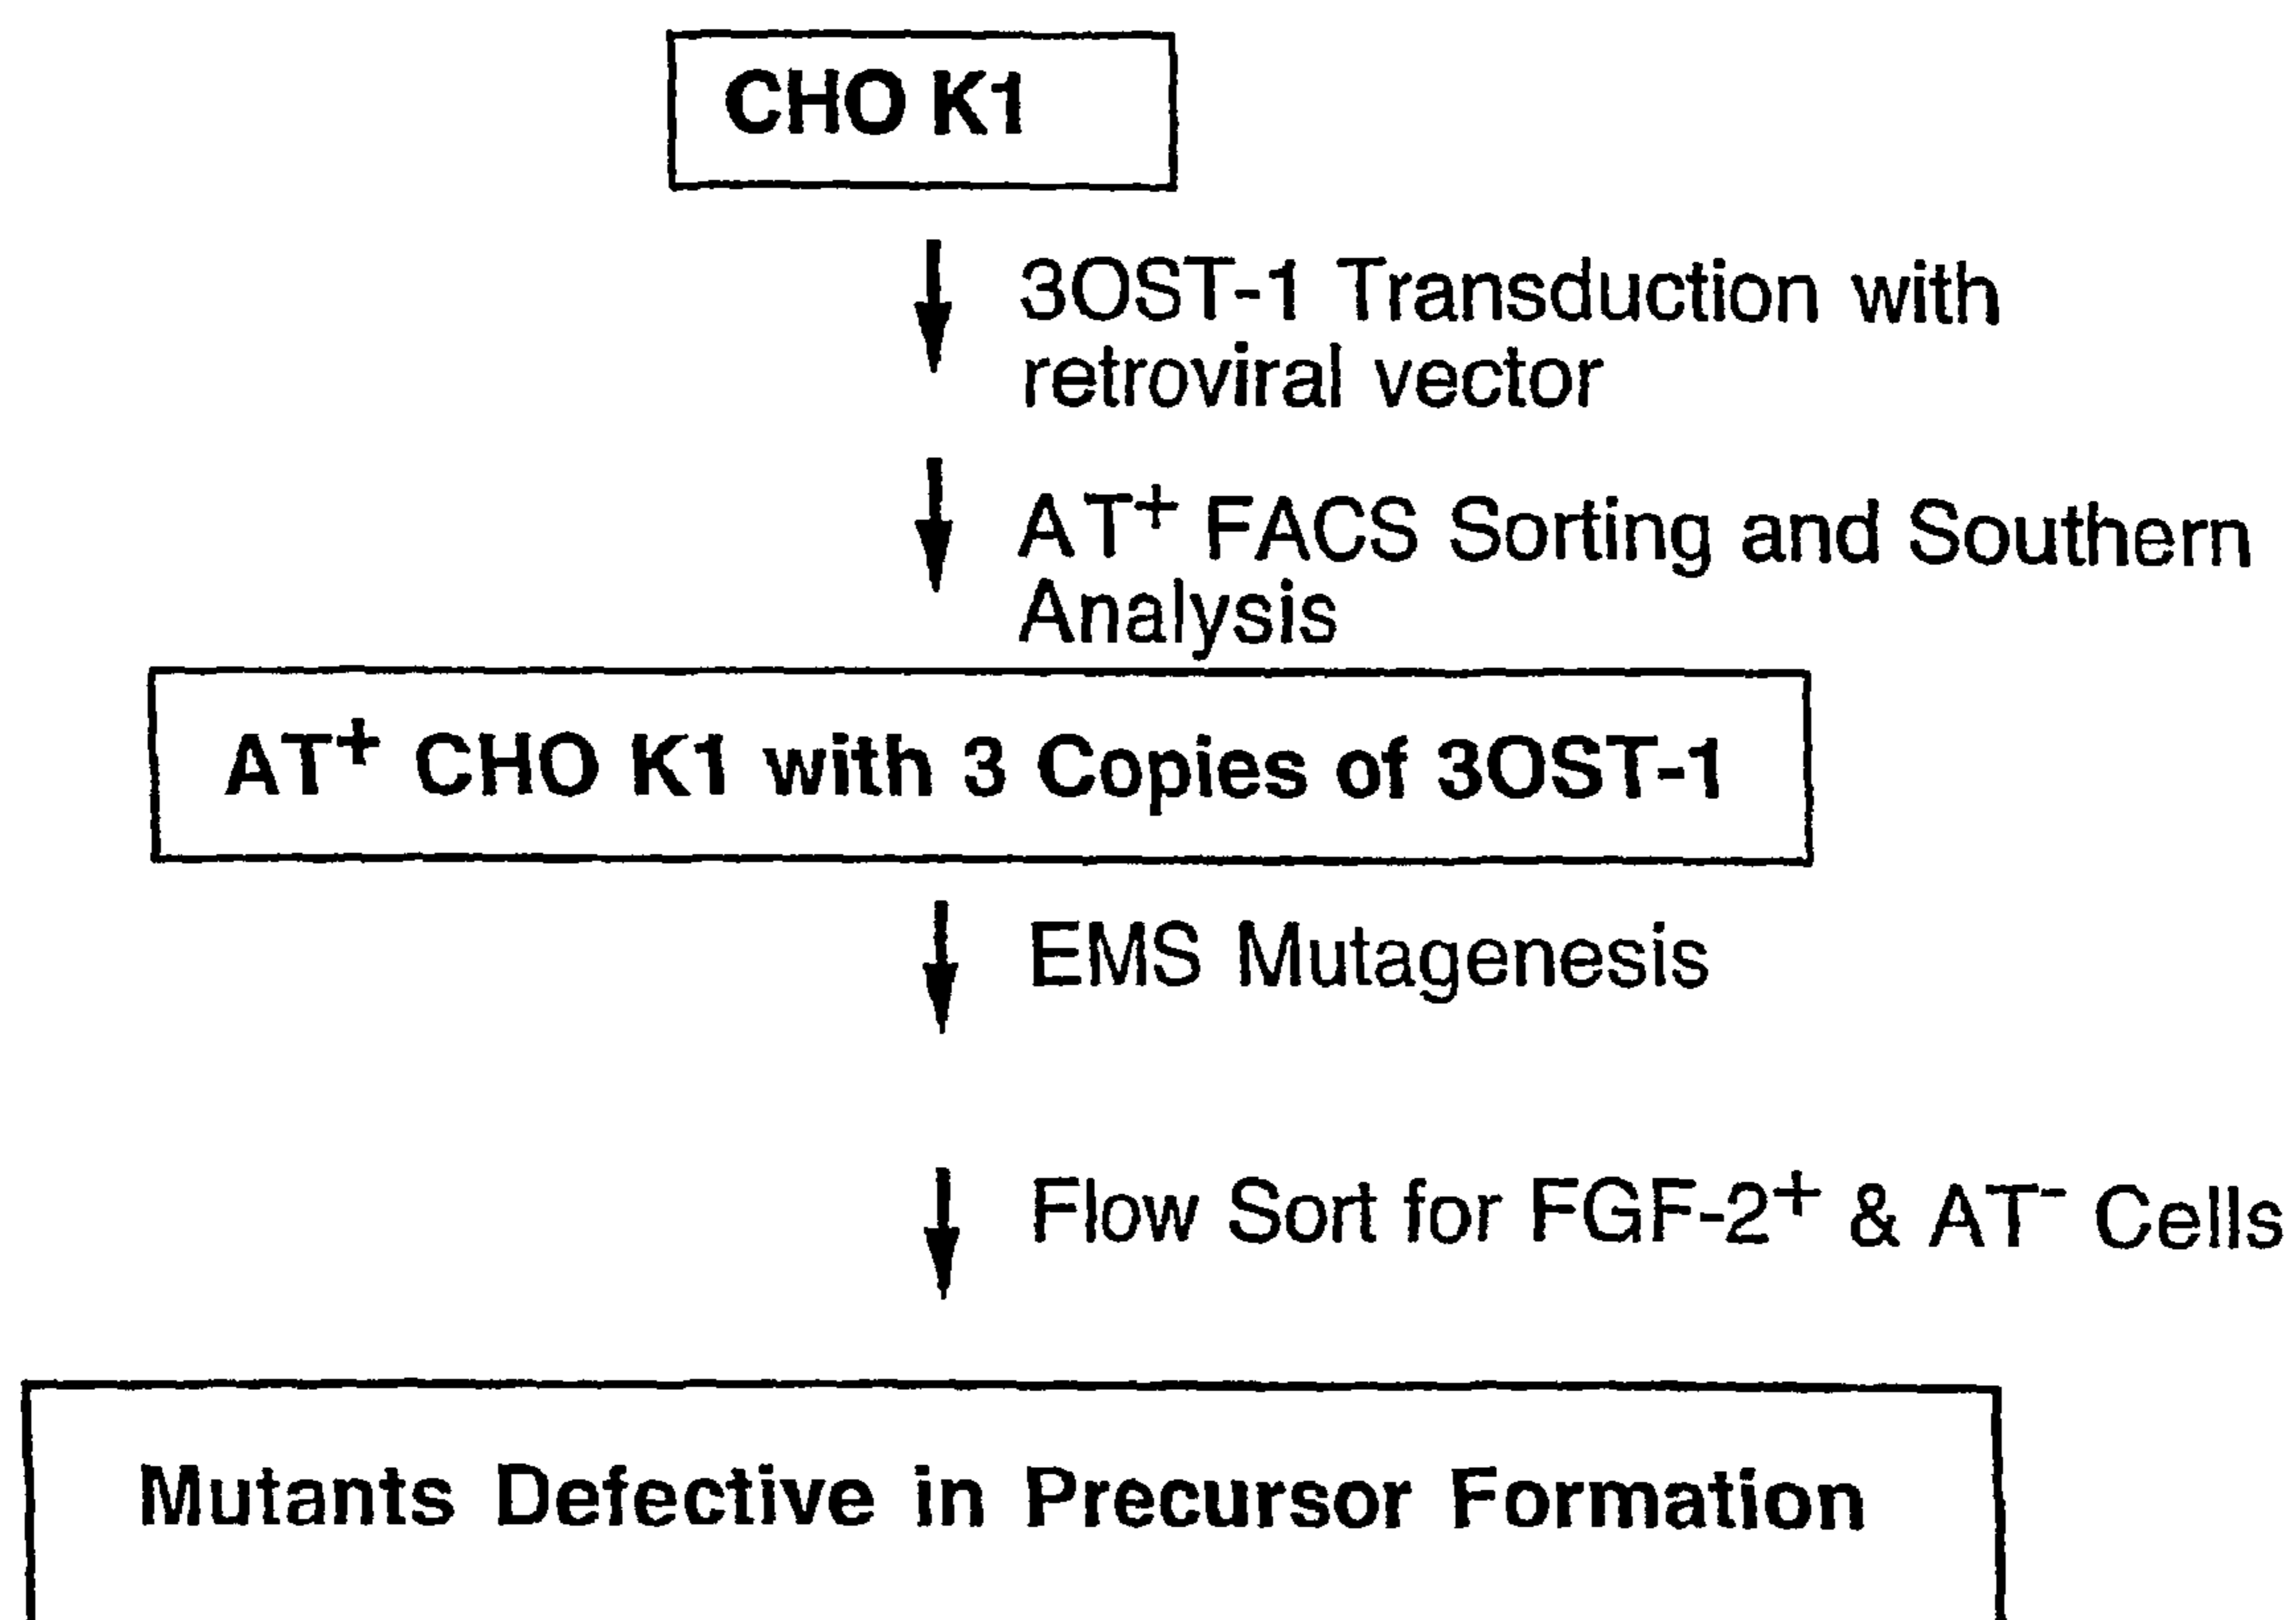 CHO K1
3OST-1 Transduction with
retroviral vector
AT⁺ FACS Sorting and Southern
Analysis
AT⁺ CHO K1 with 3 Copies of 3OST-1
EMS Mutagenesis
Flow Sort for FGF-2⁺ & AT⁻ Cells
Mutants Defective in Precursor Formation